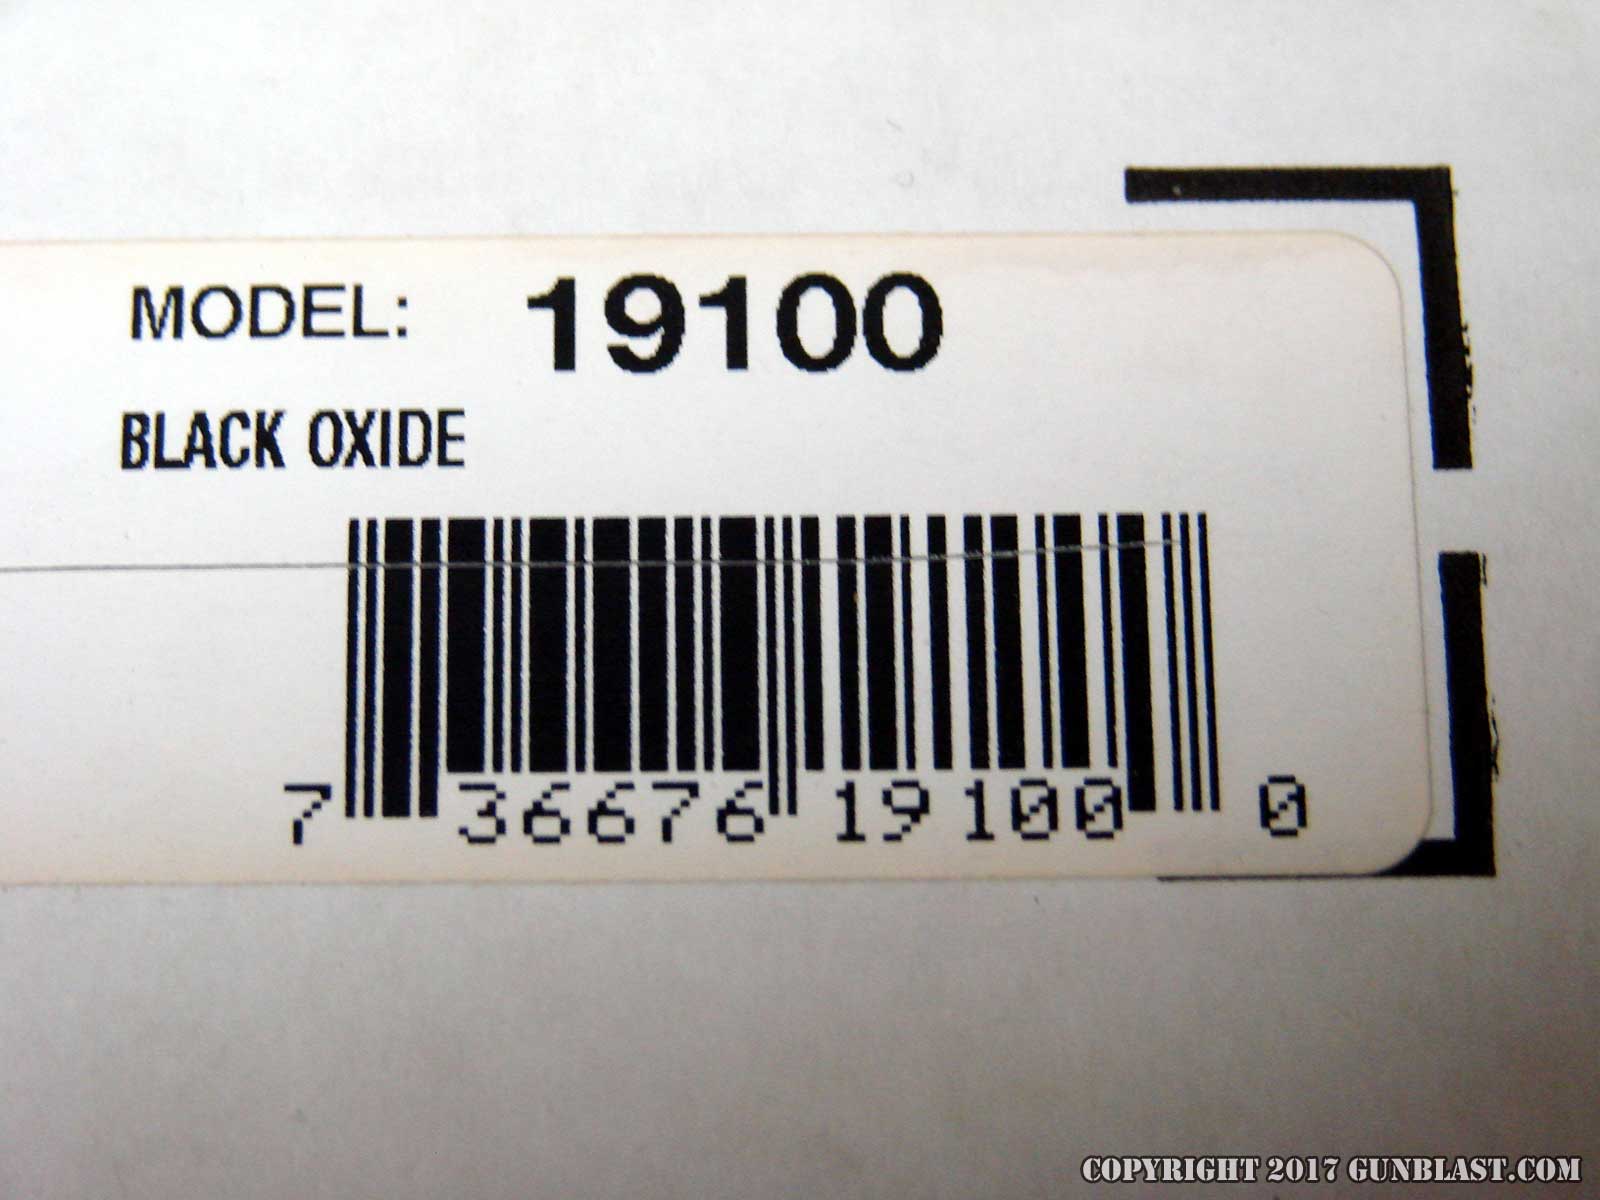 MODEL: 19100
BLACK OXIDE
7 36676 19100 0
COPYRIGHT 2017 GUNBLAST.COM